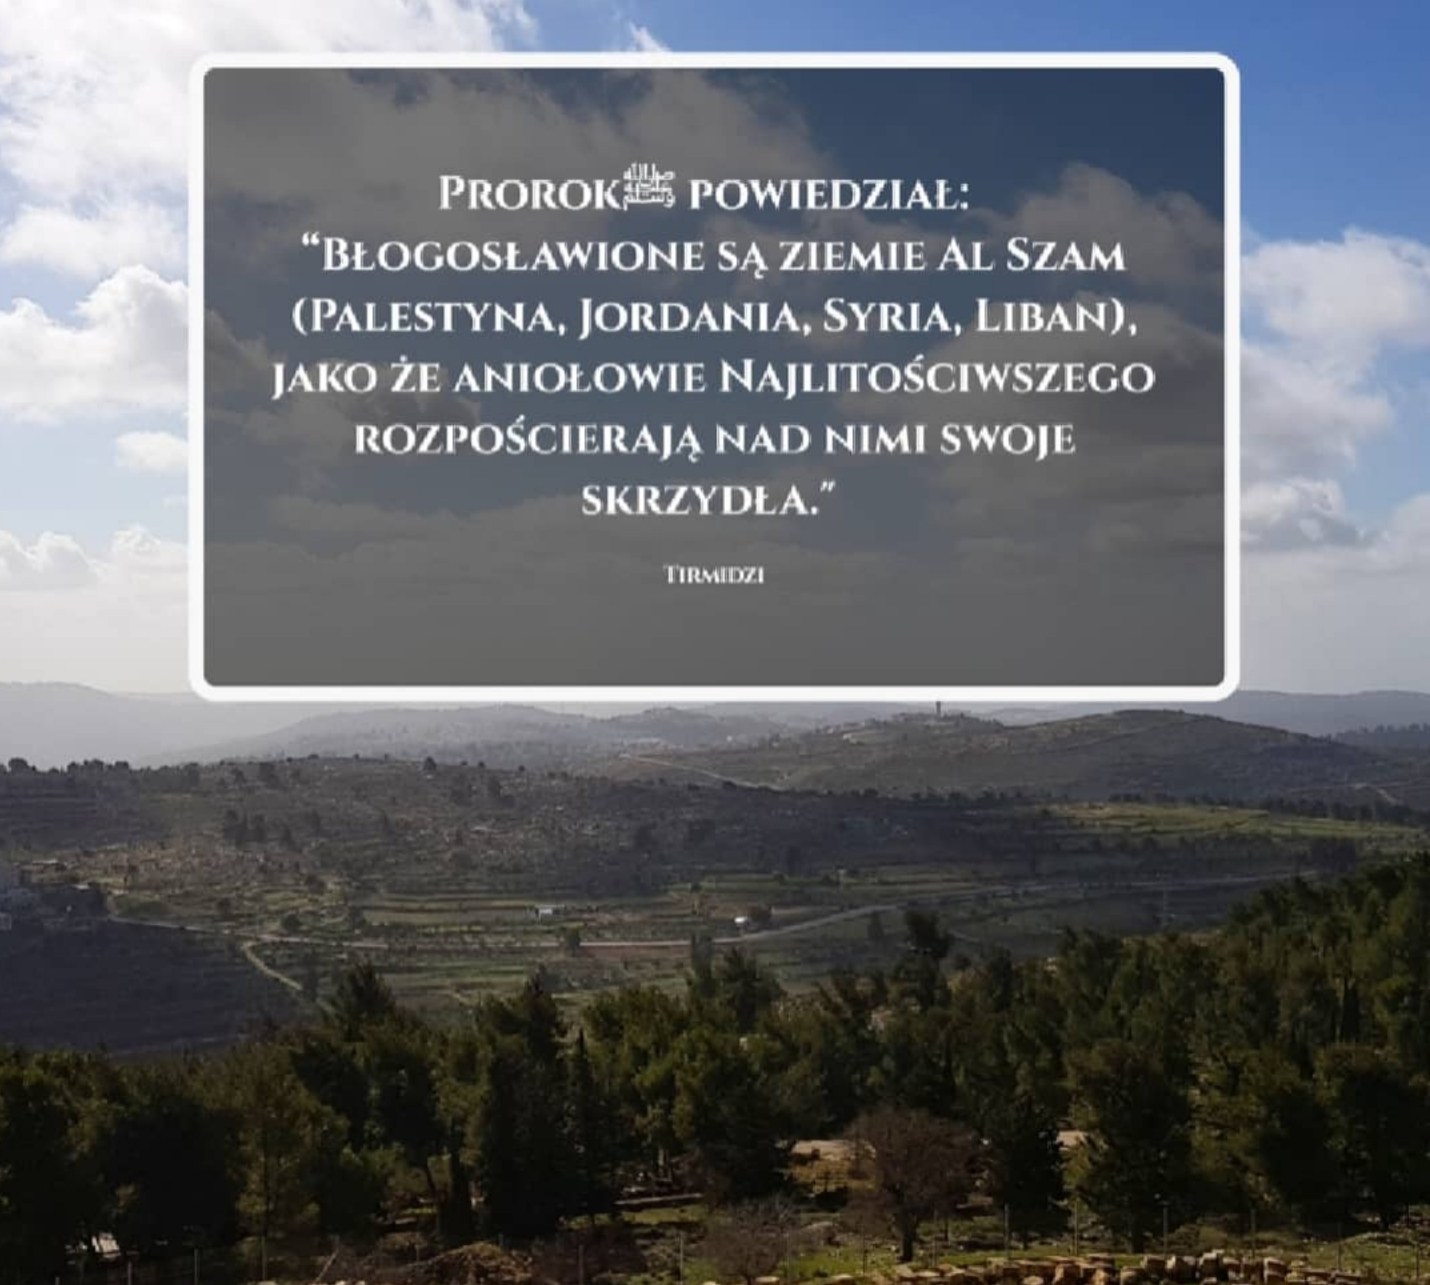 Prorokﷺ powiedział:
“Błogosławione są ziemie Al Szam
(Palestyna, Jordania, Syria, Liban),
jako że aniołowie Najlitościwszego
rozpościerają nad nimi swoje
skrzydła.”
Tirmidzi